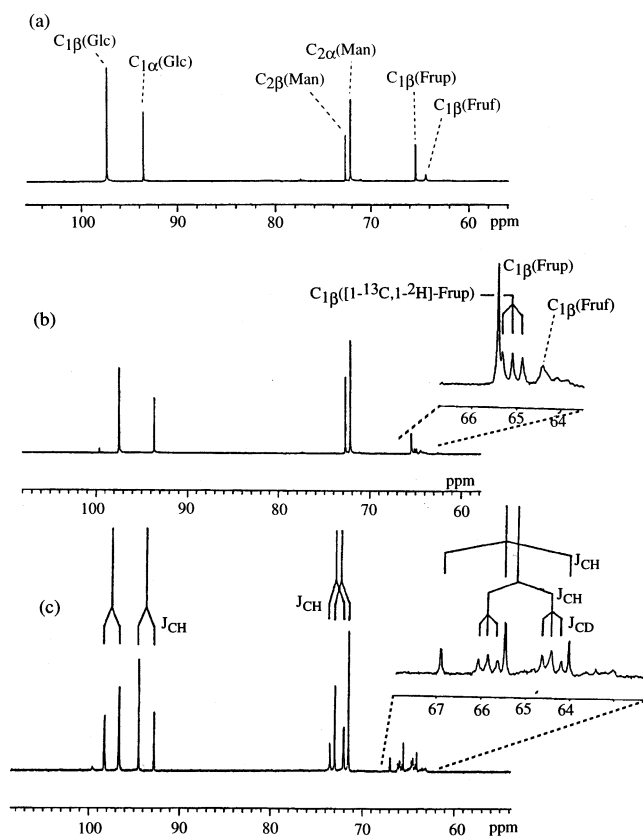 (a)
C1β(Glc)
C1α(Glc)
C2α(Man)
C2β(Man)
C1β(Frup)
C1β(Fruf)
100 90 80 70 60 ppm
(b)
C1β(Frup)
C1β([1-13C,1-2H]-Frup)
C1β(Fruf)
66 65 64
ppm
100 90 80 70 60
(c)
JCH
JCH
JCH
JCH
JCD
67 66 65 64
ppm
100 90 80 70 60